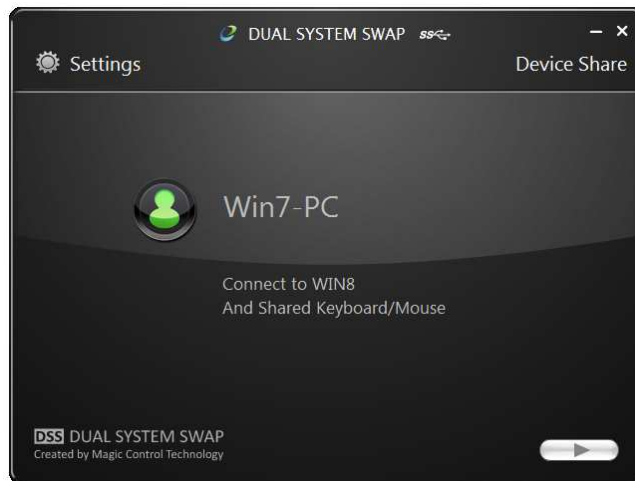 DUAL SYSTEM SWAP
Settings
Device Share
Win7-PC
Connect to WIN8
And Shared Keyboard/Mouse
DSS DUAL SYSTEM SWAP
Created by Magic Control Technology